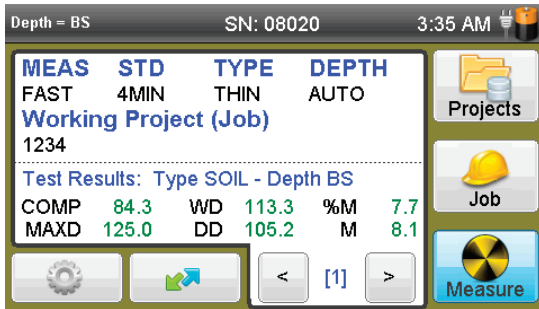 Depth = BS SN: 08020 3:35 AM
MEAS STD TYPE DEPTH
FAST 4MIN THIN AUTO
Working Project (Job)
1234
Test Results: Type SOIL - Depth BS
COMP 84.3 WD 113.3 %M 7.7
MAXD 125.0 DD 105.2 M 8.1
< [1] >
Projects
Job
Measure